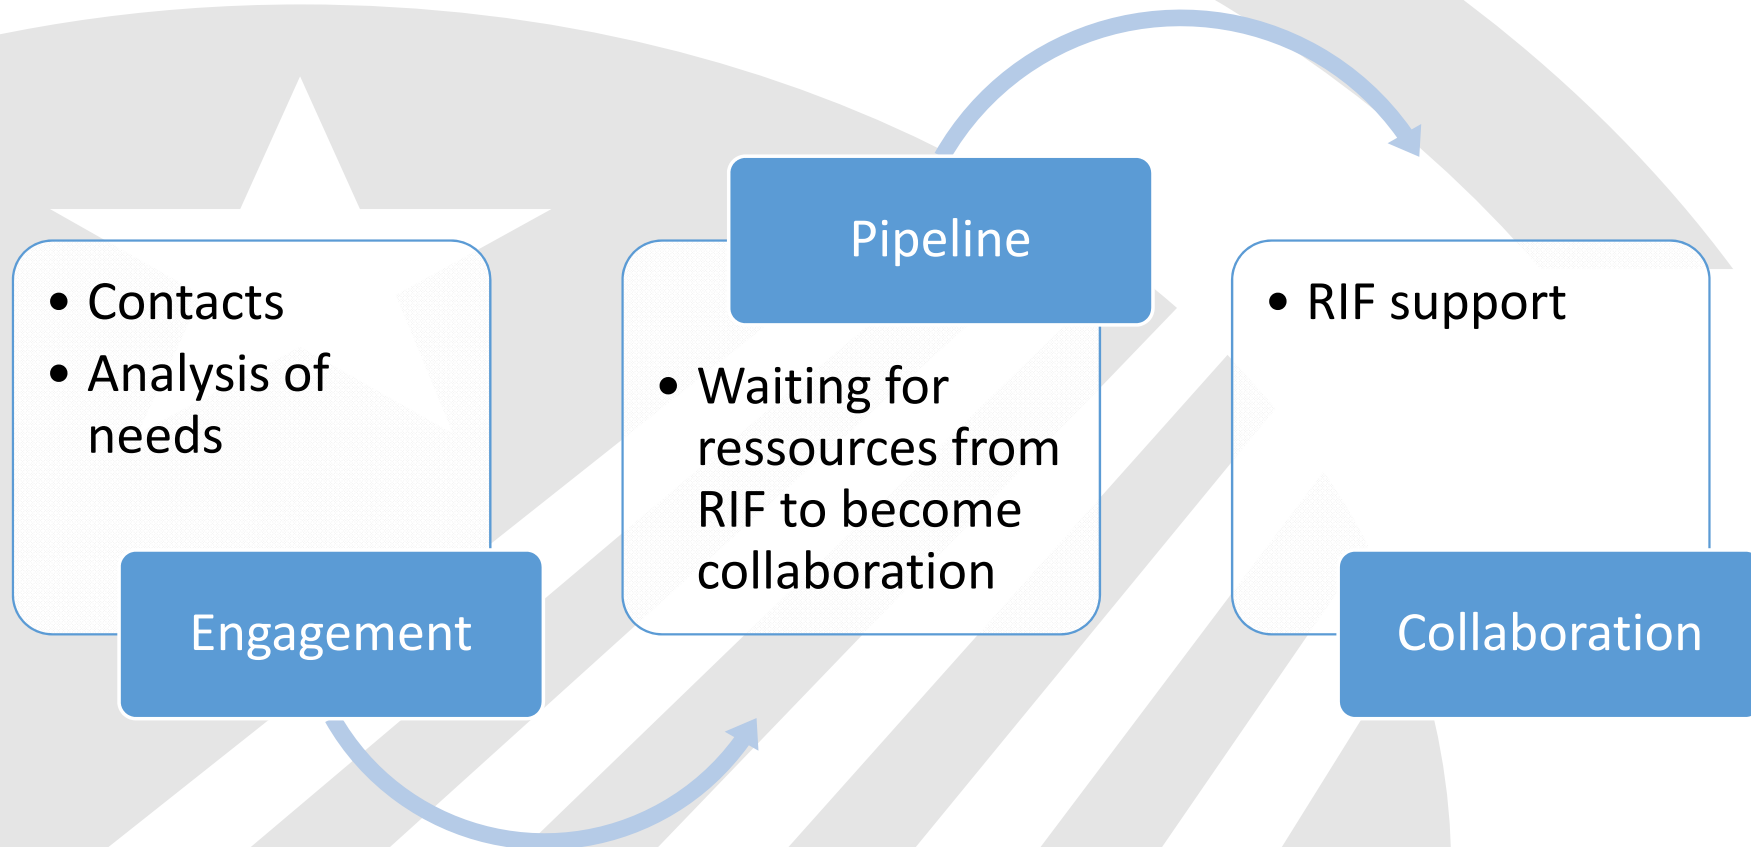 • Contacts
• Analysis of
needs
Engagement
Pipeline
• Waiting for
ressources from
RIF to become
collaboration
• RIF support
Collaboration